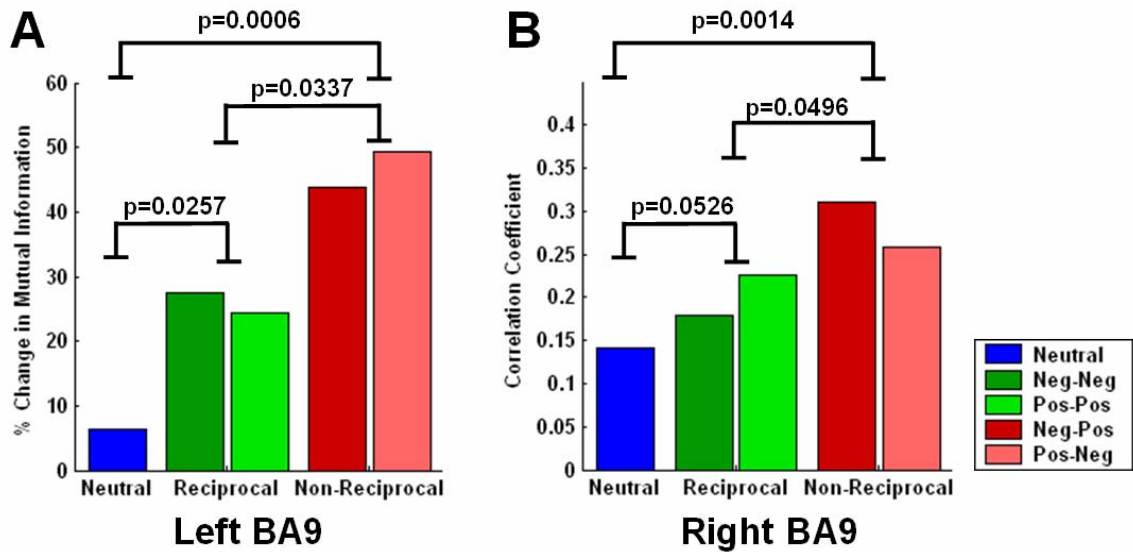 A
p=0.0006
p=0.0337
p=0.0257
% Change in Mutual Information
60
50
40
30
20
10
0
Neutral Reciprocal Non-Reciprocal
Left BA9
B
p=0.0014
p=0.0496
p=0.0526
Correlation Coefficient
0.4
0.35
0.3
0.25
0.2
0.15
0.1
0.05
0
Neutral Reciprocal Non-Reciprocal
Right BA9
Neutral
Neg-Neg
Pos-Pos
Neg-Pos
Pos-Neg